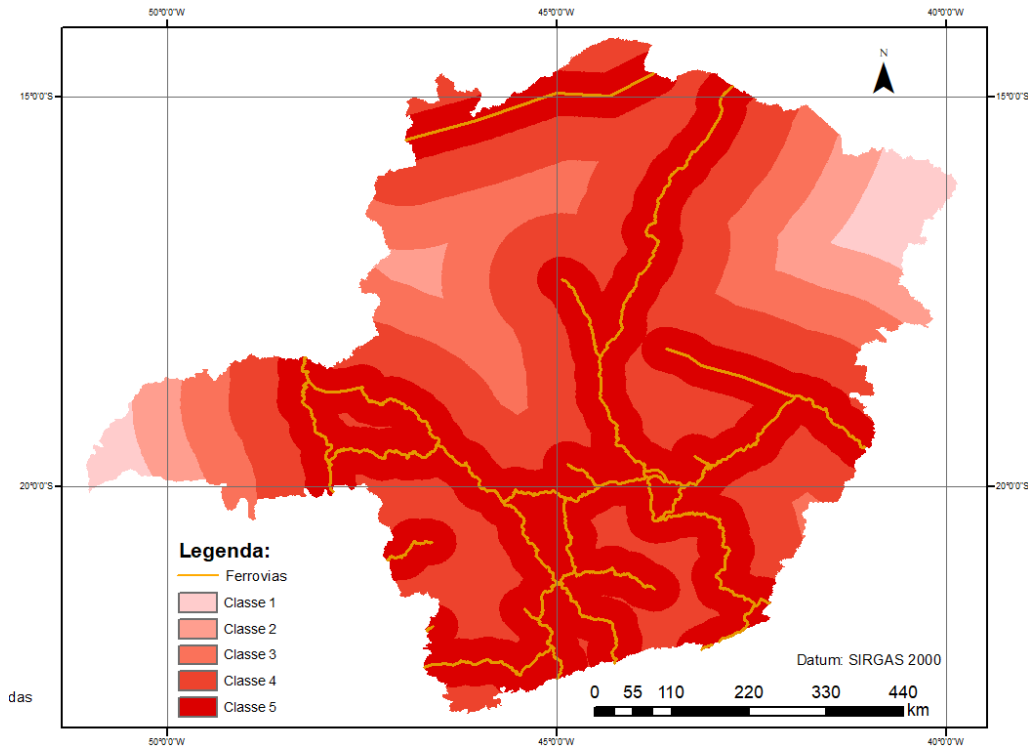 50°0'0"W 45°0'0"W 40°0'0"W
N
15°0'0"S 15°0'0"S
20°0'0"S 20°0'0"S
Legenda:
Ferrovias
Classe 1
Classe 2
Classe 3
Classe 4
Classe 5
Datum: SIRGAS 2000
0 55 110 220 330 440
km
das
50°0'0"W 45°0'0"W 40°0'0"W